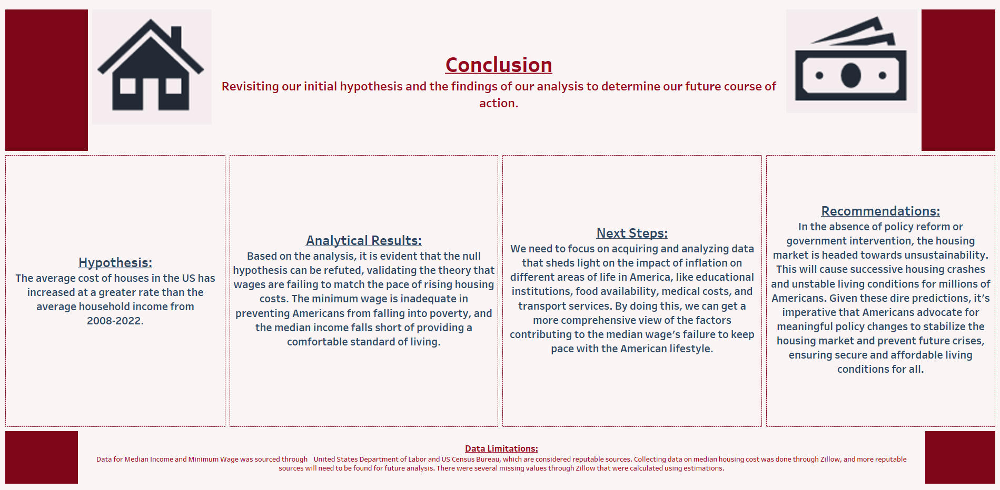 Conclusion
Revisiting our initial hypothesis and the findings of our analysis to determine our future course of
action.
Hypothesis:
The average cost of houses in the US has
increased at a greater rate than the
average household income from
2008-2022.
Analytical Results:
Based on the analysis, it is evident that the null
hypothesis can be refuted, validating the theory that
wages are failing to match the pace of rising housing
costs. The minimum wage is inadequate in
preventing Americans from falling into poverty, and
the median income falls short of providing a
comfortable standard of living.
Next Steps:
We need to focus on acquiring and analyzing data
that sheds light on the impact of inflation on
different areas of life in America, like educational
institutions, food availability, medical costs, and
transport services. By doing this, we can get a
more comprehensive view of the factors
contributing to the median wage’s failure to keep
pace with the American lifestyle.
Recommendations:
In the absence of policy reform or
government intervention, the housing
market is headed towards unsustainability.
This will cause successive housing crashes
and unstable living conditions for millions of
Americans. Given these dire predictions, it’s
imperative that Americans advocate for
meaningful policy changes to stabilize the
housing market and prevent future crises,
ensuring secure and affordable living
conditions for all.
Data Limitations:
Data for Median Income and Minimum Wage was sourced through United States Department of Labor and US Census Bureau, which are considered reputable sources. Collecting data on median housing cost was done through Zillow, and more reputable
sources will need to be found for future analysis. There were several missing values through Zillow that were calculated using estimations.